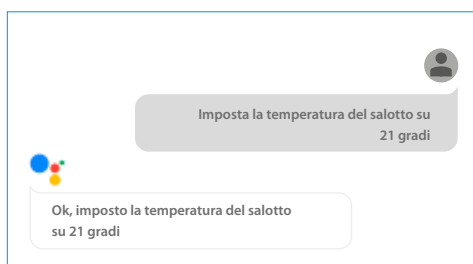 Imposta la temperatura del salotto su
21 gradi
Ok, imposto la temperatura del salotto
su 21 gradi